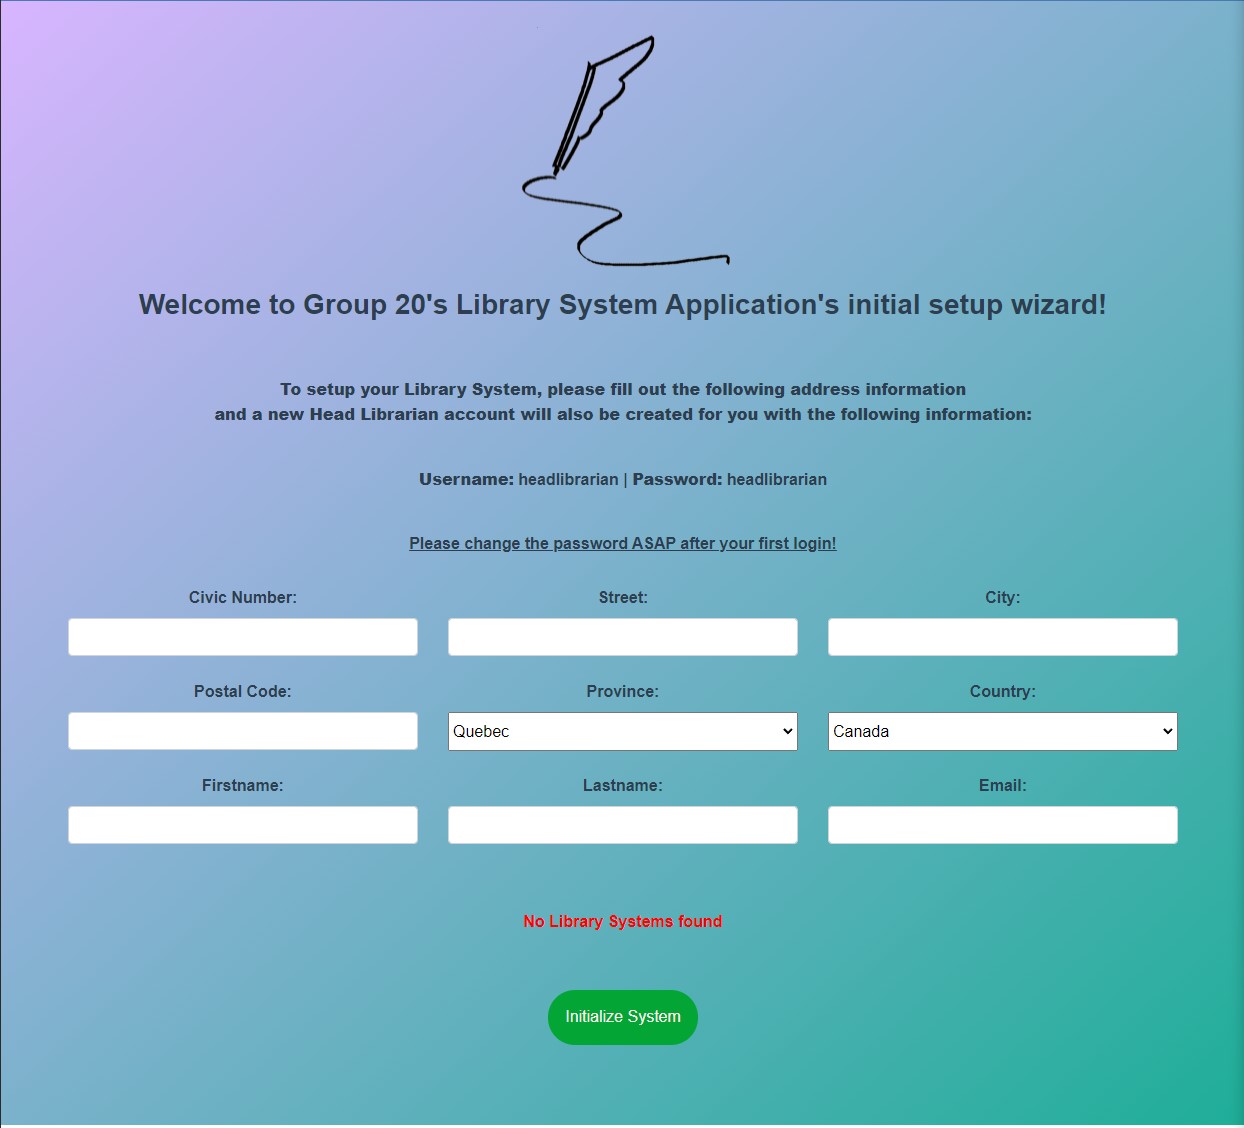 Welcome to Group 20's Library System Application's initial setup wizard!
To setup your Library System, please fill out the following address information
and a new Head Librarian account will also be created for you with the following information:
Username: headlibrarian | Password: headlibrarian
Please change the password ASAP after your first login!
Civic Number: Street: City:
Postal Code: Province: Country:
Quebec Canada
Firstname: Lastname: Email:
No Library Systems found
Initialize System